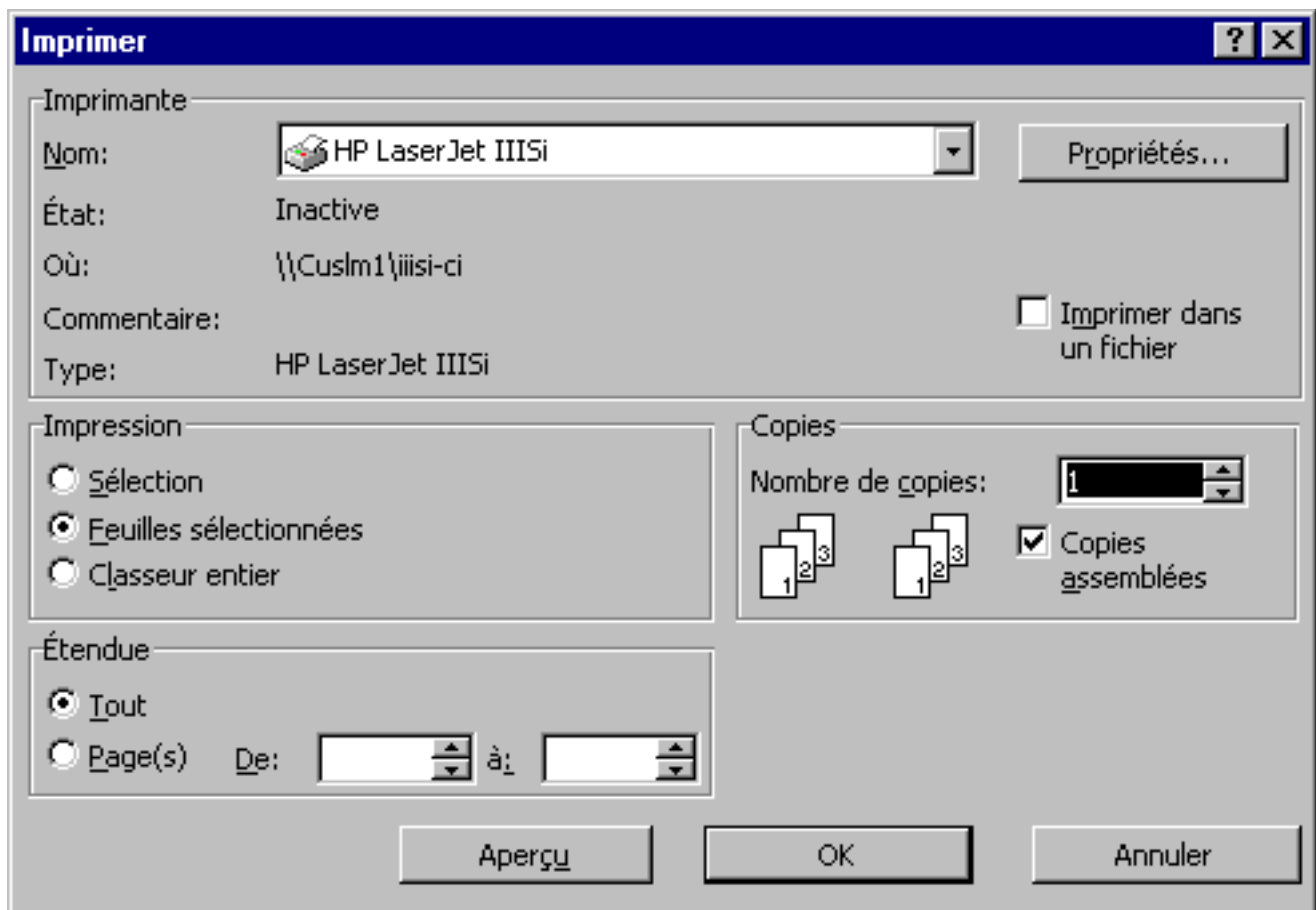 Imprimer
Imprimante
Nom: HP LaserJet IIISi Propriétés...
État: Inactive
Où: \\Cuslm1\iiisi-ci
Commentaire:
Imprimer dans
un fichier
Type: HP LaserJet IIISi
Impression
Sélection
Feuilles sélectionnées
Classeur entier
Copies
Nombre de copies: 1
1 2 3 1 2 3
Copies
assemblées
Étendue
Tout
Page(s) De: à:
Aperçu OK Annuler